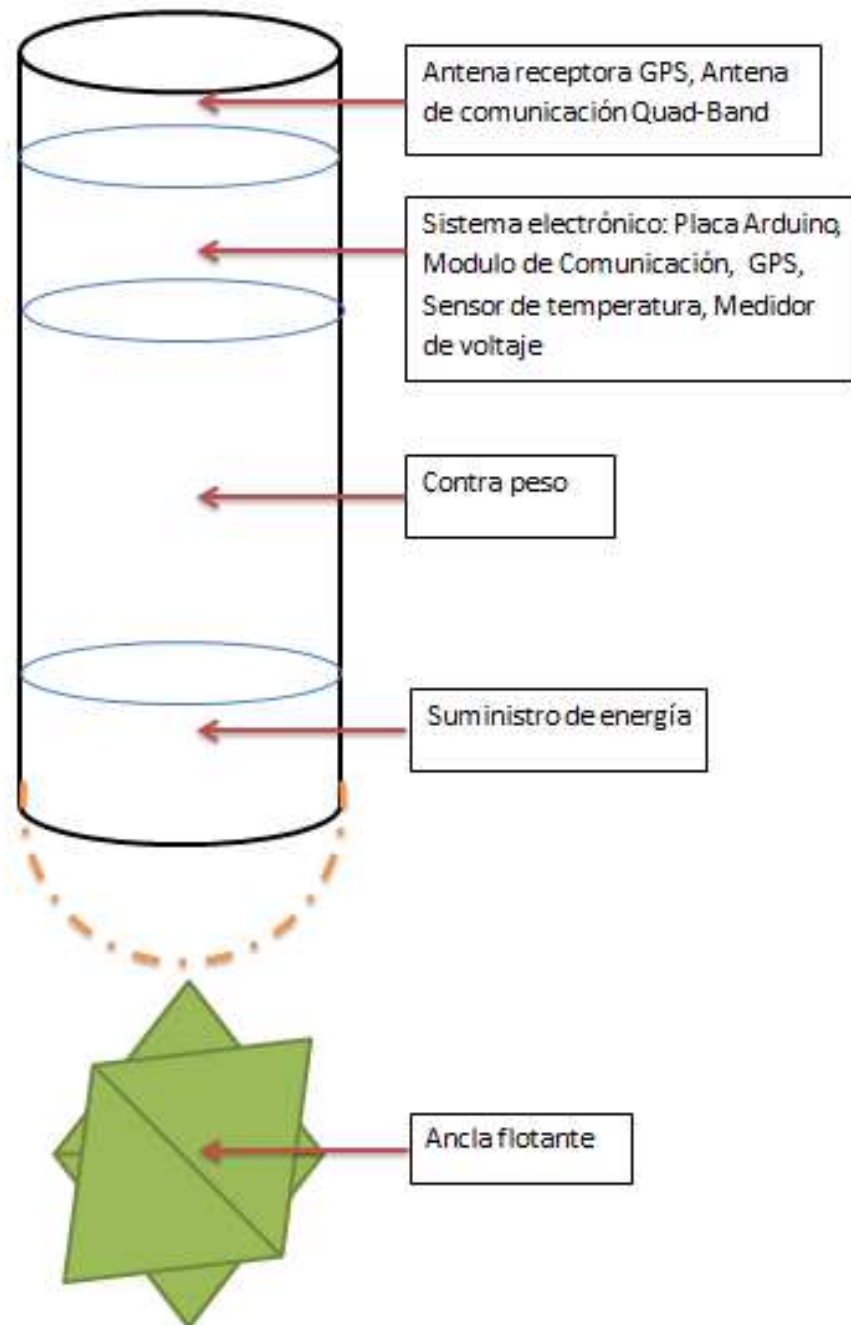 Antena receptora GPS, Antena
de comunicación Quad-Band
Sistema electrónico: Placa Arduino,
Modulo de Comunicación, GPS,
Sensor de temperatura, Medidor
de voltaje
Contra peso
Suministro de energía
Ancla flotante